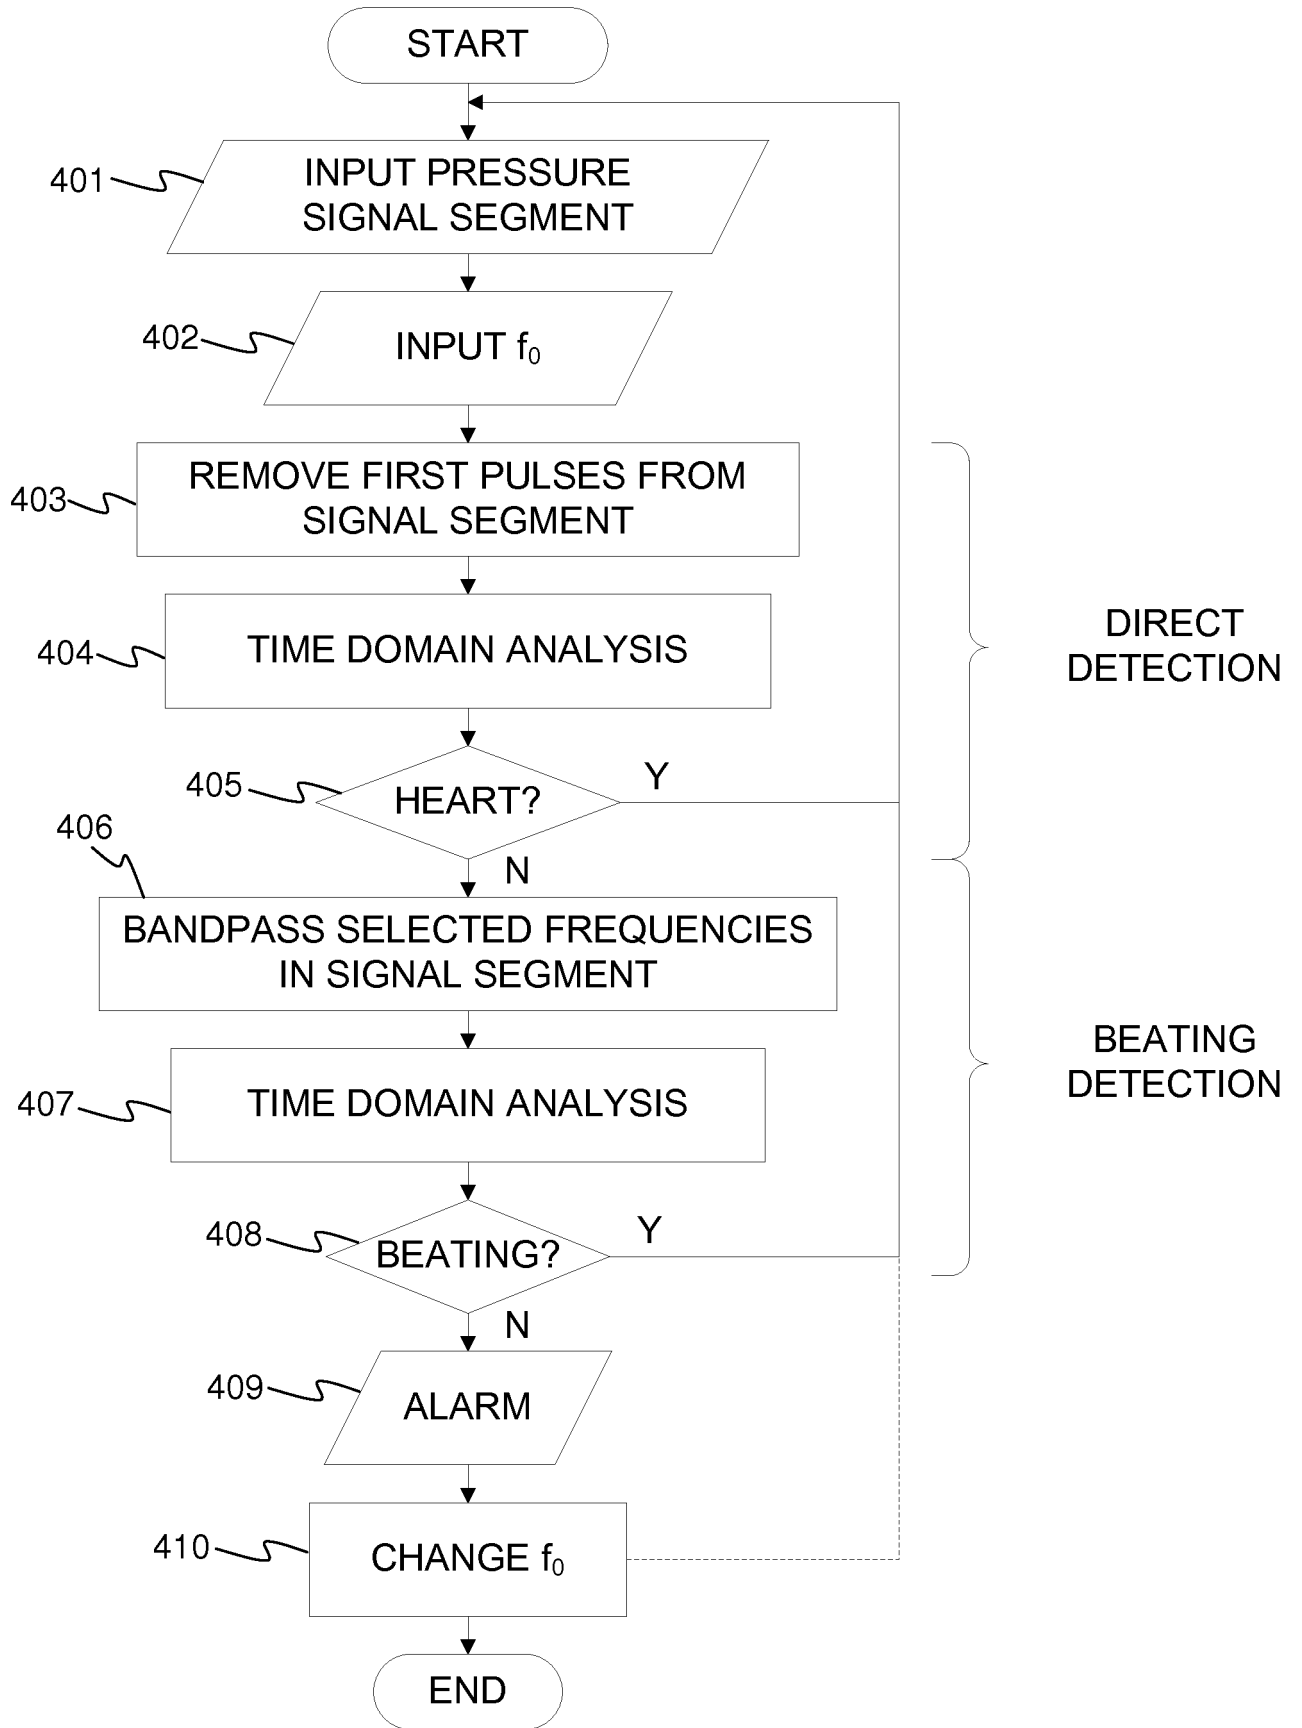 START
401
INPUT PRESSURE
SIGNAL SEGMENT
402
INPUT f₀
403
REMOVE FIRST PULSES FROM
SIGNAL SEGMENT
404
TIME DOMAIN ANALYSIS
DIRECT
DETECTION
405
HEART?
Y
N
406
BANDPASS SELECTED FREQUENCIES
IN SIGNAL SEGMENT
407
TIME DOMAIN ANALYSIS
BEATING
DETECTION
408
BEATING?
Y
N
409
ALARM
410
CHANGE f₀
END